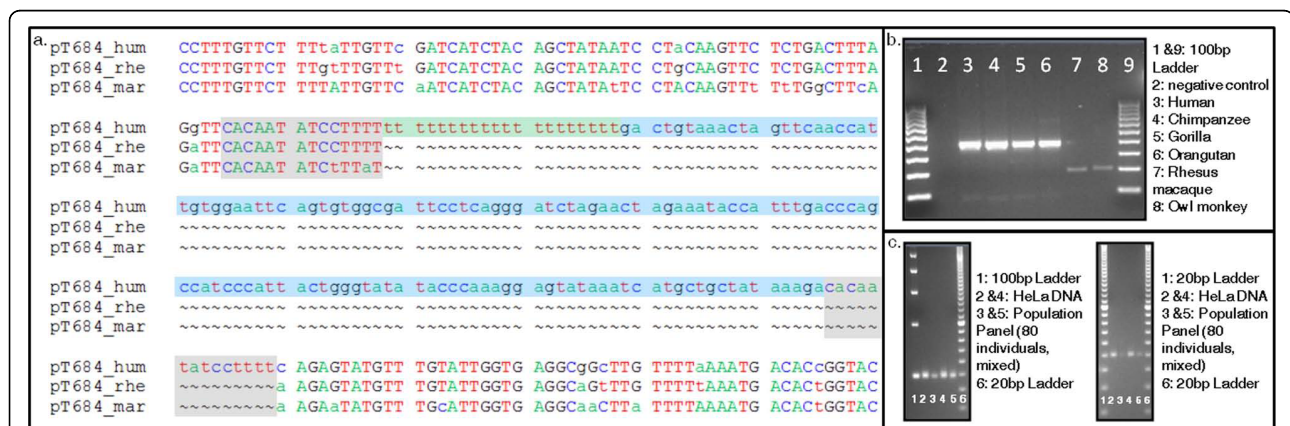 a.
pT684_hum CCTTTGTTCT TTtaTTGTTc GATCATCTAC AGCTATAATC CTaCAAGTTC TCTGACTTTA
pT684_rhe CCTTTGTTCT TTgtTTGTTt GATCATCTAC AGCTATAATC CTgCAAGTTC TCTGACTTTA
pT684_mar CCTTTGTTCT TTTATTGTTC aATCATCTAC AGCTATAtTC CTACAAGTTt TtTGgcTTcA
pT684_hum GgTTCACAAT ATCCTTTTtt tttttttttt ttttttttga ctgtaaacta gttcaaccat
pT684_rhe GaTTCACAAT ATCCTTTT~~ ~~~~~~~~~~ ~~~~~~~~~~ ~~~~~~~~~~ ~~~~~~~~~~
pT684_mar GaTTCACAAT ATCtTTaT~~ ~~~~~~~~~~ ~~~~~~~~~~ ~~~~~~~~~~ ~~~~~~~~~~
pT684_hum tgtggaattc agtgtggcga ttcctcaggg atctagaact agaaatacca tttgacccag
pT684_rhe ~~~~~~~~~~ ~~~~~~~~~~ ~~~~~~~~~~ ~~~~~~~~~~ ~~~~~~~~~~ ~~~~~~~~~~
pT684_mar ~~~~~~~~~~ ~~~~~~~~~~ ~~~~~~~~~~ ~~~~~~~~~~ ~~~~~~~~~~ ~~~~~~~~~~
pT684_hum ccatcccatt actgggtata tacccaaagg agtataaatc atgctgctat aaagacacaa
pT684_rhe ~~~~~~~~~~ ~~~~~~~~~~ ~~~~~~~~~~ ~~~~~~~~~~ ~~~~~~~~~~ ~~~~~~~~~~
pT684_mar ~~~~~~~~~~ ~~~~~~~~~~ ~~~~~~~~~~ ~~~~~~~~~~ ~~~~~~~~~~ ~~~~~~~~~~
pT684_hum tatccttttc AGAGTATGTT TGTATTGGTG AGGCggcTTG TTTTaAAATG ACACcGGTAC
pT684_rhe ~~~~~~~~~a AGAGTATGTT TGTATTGGTG AGGCagtTTG TTTTtAAATG ACACtGGTAC
pT684_mar ~~~~~~~~~a AGAaTATGTT TGcATTGGTG AGGCaacTTa TTTTAAAATG ACACtGGTAC
b.
1 2 3 4 5 6 7 8 9
1 &9: 100bp
Ladder
2: negative control
3: Human
4: Chimpanzee
5: Gorilla
6: Orangutan
7: Rhesus
macaque
8: Owl monkey
c.
1 2 3 4 5 6
1: 100bp Ladder
2 &4: HeLa DNA
3 &5: Population
Panel (80
individuals,
mixed)
6: 20bp Ladder
1 2 3 4 5 6
1: 20bp Ladder
2 &4: HeLa DNA
3 &5: Population
Panel (80
individuals,
mixed)
6: 20bp Ladder